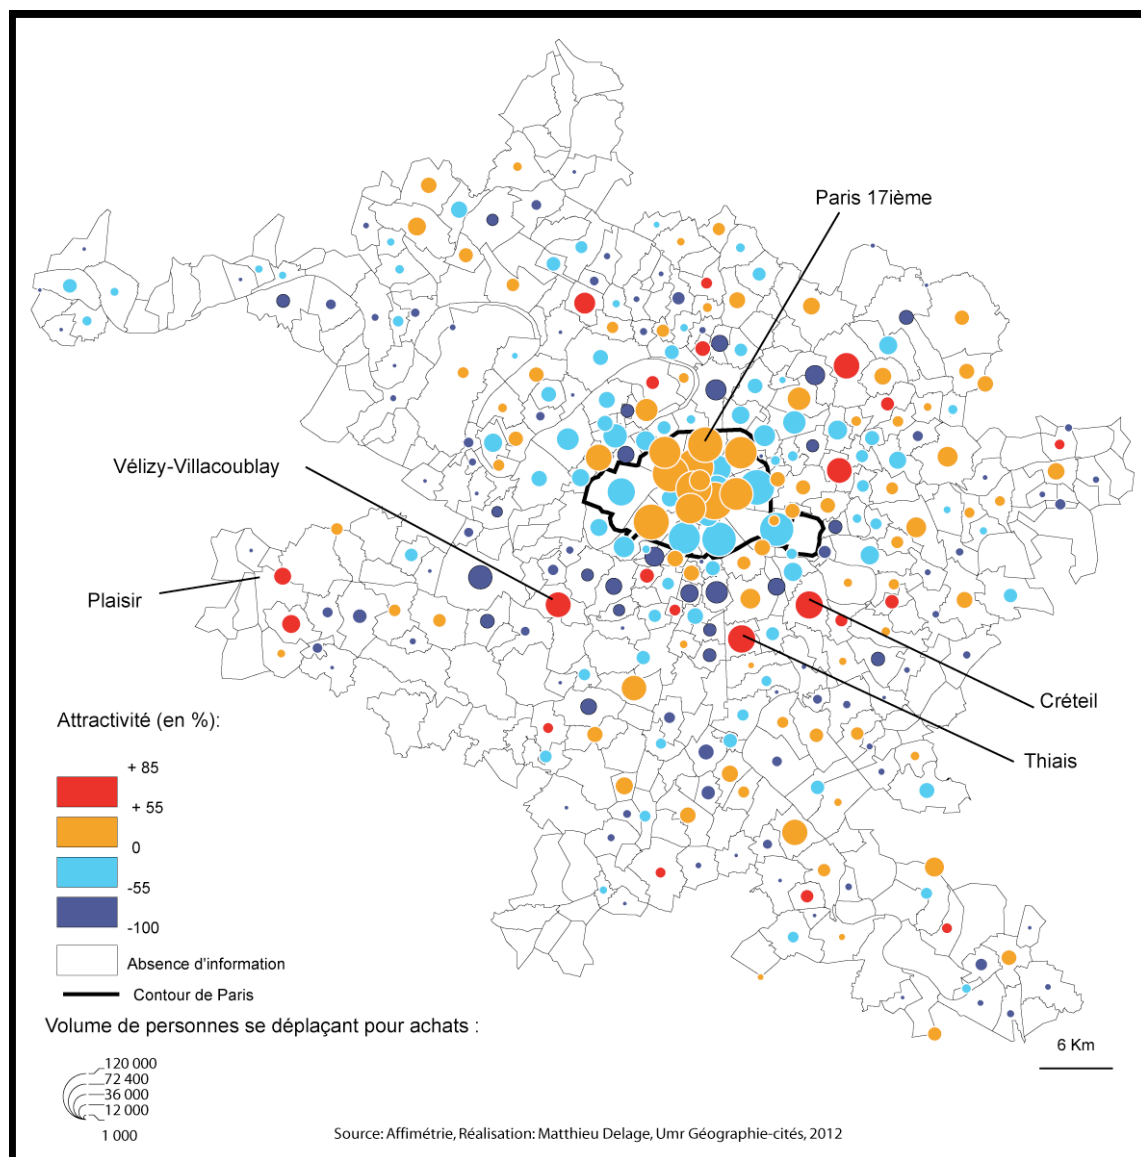 Paris 17ième
Vélizy-Villacoublay
Plaisir
Créteil
Thiais
Attractivité (en %):
+ 85
+ 55
0
-55
-100
Absence d'information
Contour de Paris
Volume de personnes se déplaçant pour achats :
120 000
72 400
36 000
12 000
1 000
6 Km
Source: Affimétrie, Réalisation: Matthieu Delage, Umr Géographie-cités, 2012